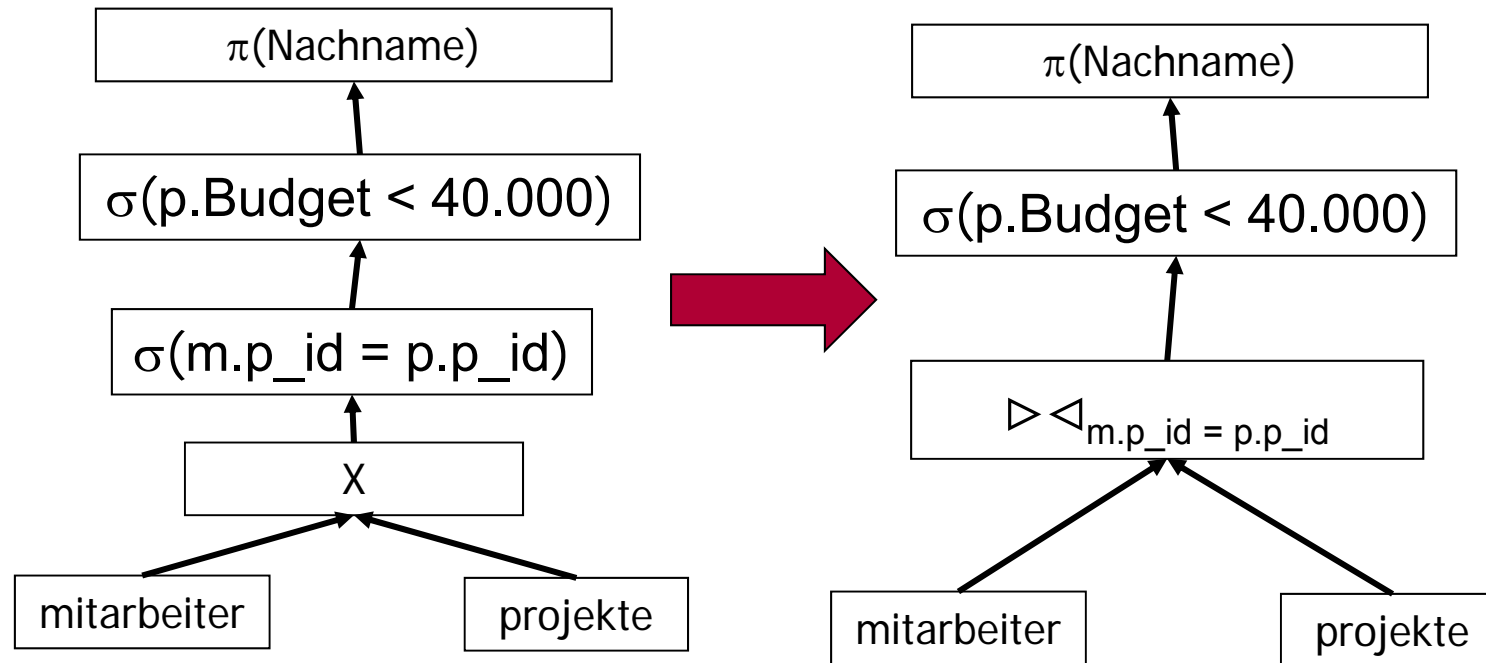 π(Nachname)
σ(p.Budget < 40.000)
σ(m.p_id = p.p_id)
X
mitarbeiter
projekte
π(Nachname)
σ(p.Budget < 40.000)
▷◁m.p_id = p.p_id
mitarbeiter
projekte